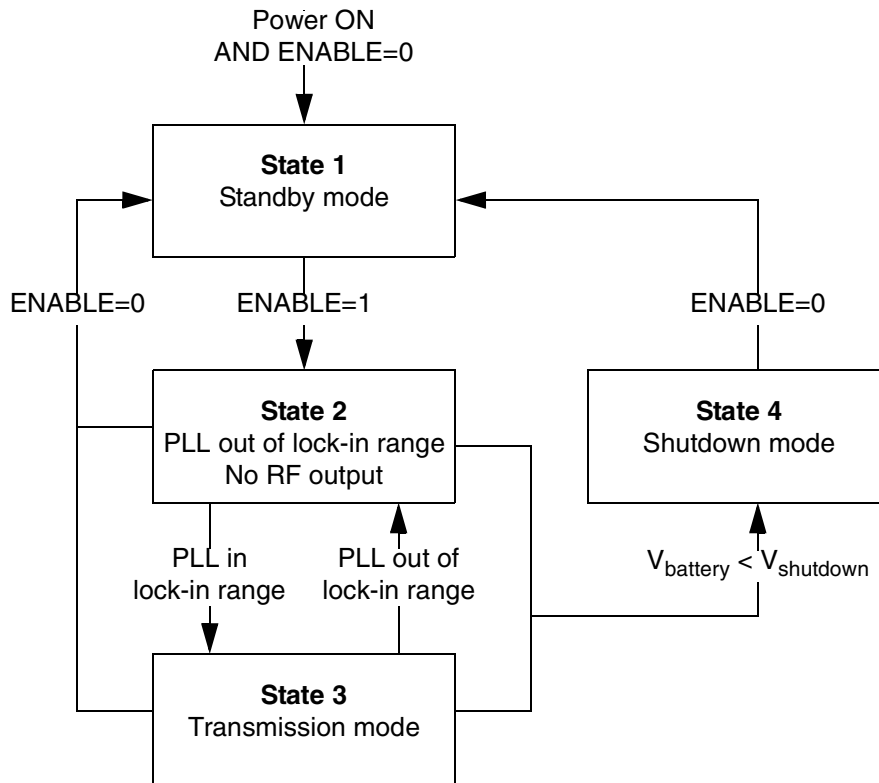 Power ON
AND ENABLE=0
State 1
Standby mode
ENABLE=0
ENABLE=1
ENABLE=0
State 2
PLL out of lock-in range
No RF output
State 4
Shutdown mode
PLL in
lock-in range
PLL out of
lock-in range
Vbattery < Vshutdown
State 3
Transmission mode